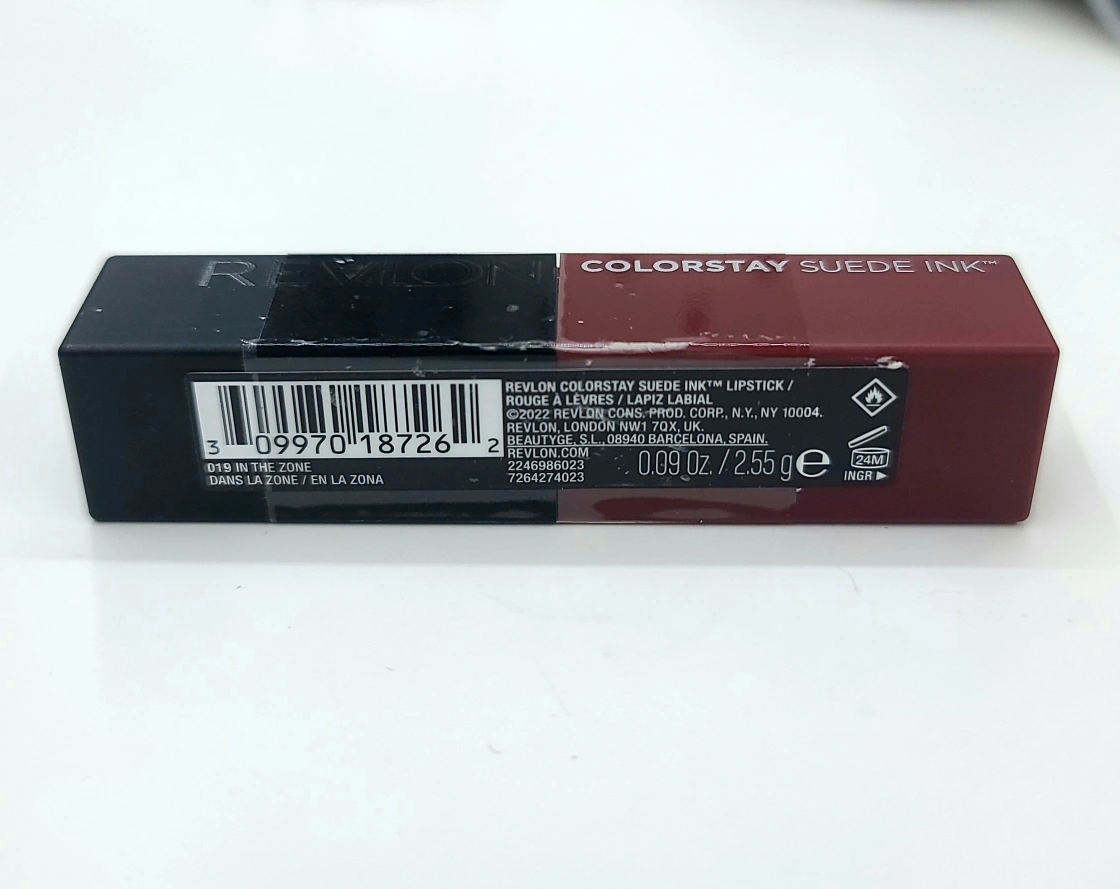 REVLON
COLORSTAY SUEDE INK™
3 09970 18726 2
019 IN THE ZONE
DANS LA ZONE / EN LA ZONA
REVLON COLORSTAY SUEDE INK™ LIPSTICK /
ROUGE À LÈVRES / LAPIZ LABIAL
©2022 REVLON CONS. PROD. CORP., N.Y., NY 10004.
REVLON, LONDON NW1 7QX, UK.
BEAUTYGE, S.L., 08940 BARCELONA, SPAIN.
REVLON.COM
2246986023
7264274023
0.09 Oz. / 2.55 g e
24M
INGR ▶